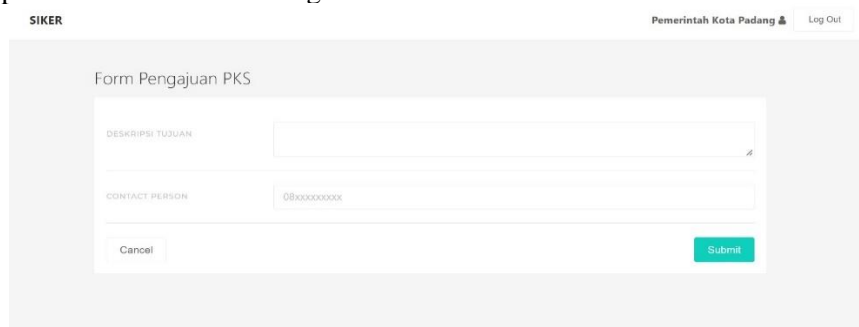 SIKER
Pemerintah Kota Padang
Log Out
Form Pengajuan PKS
DESKRIPSI TUJUAN
CONTACT PERSON
08xxxxxxxxx
Cancel
Submit